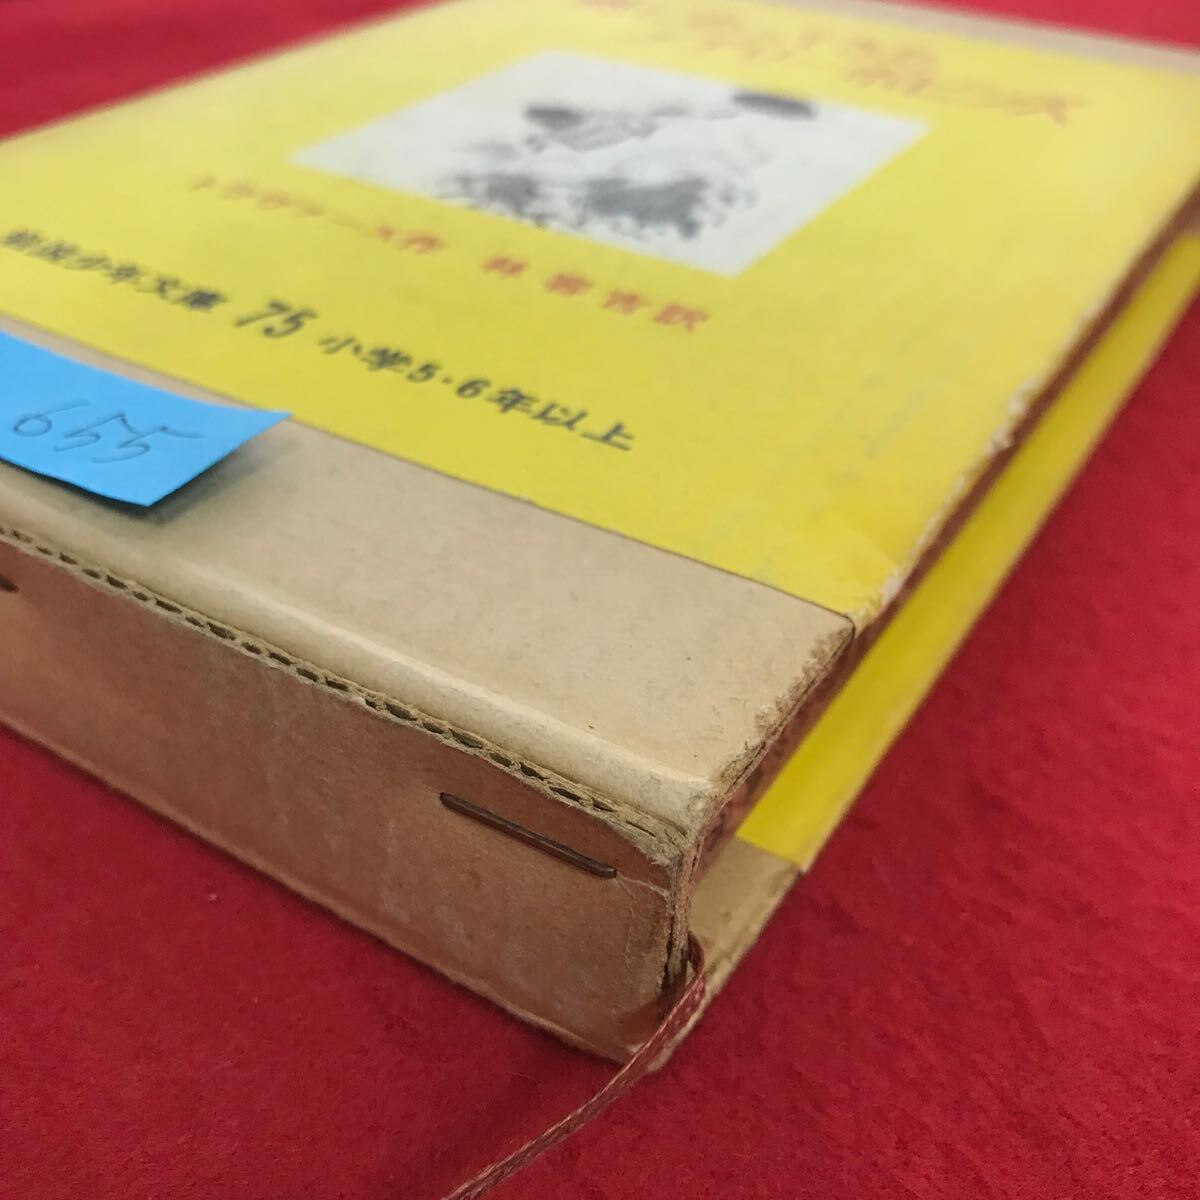 トラヴァース作 林容吉訳
岩波少年文庫 75 小学5・6年以上
655